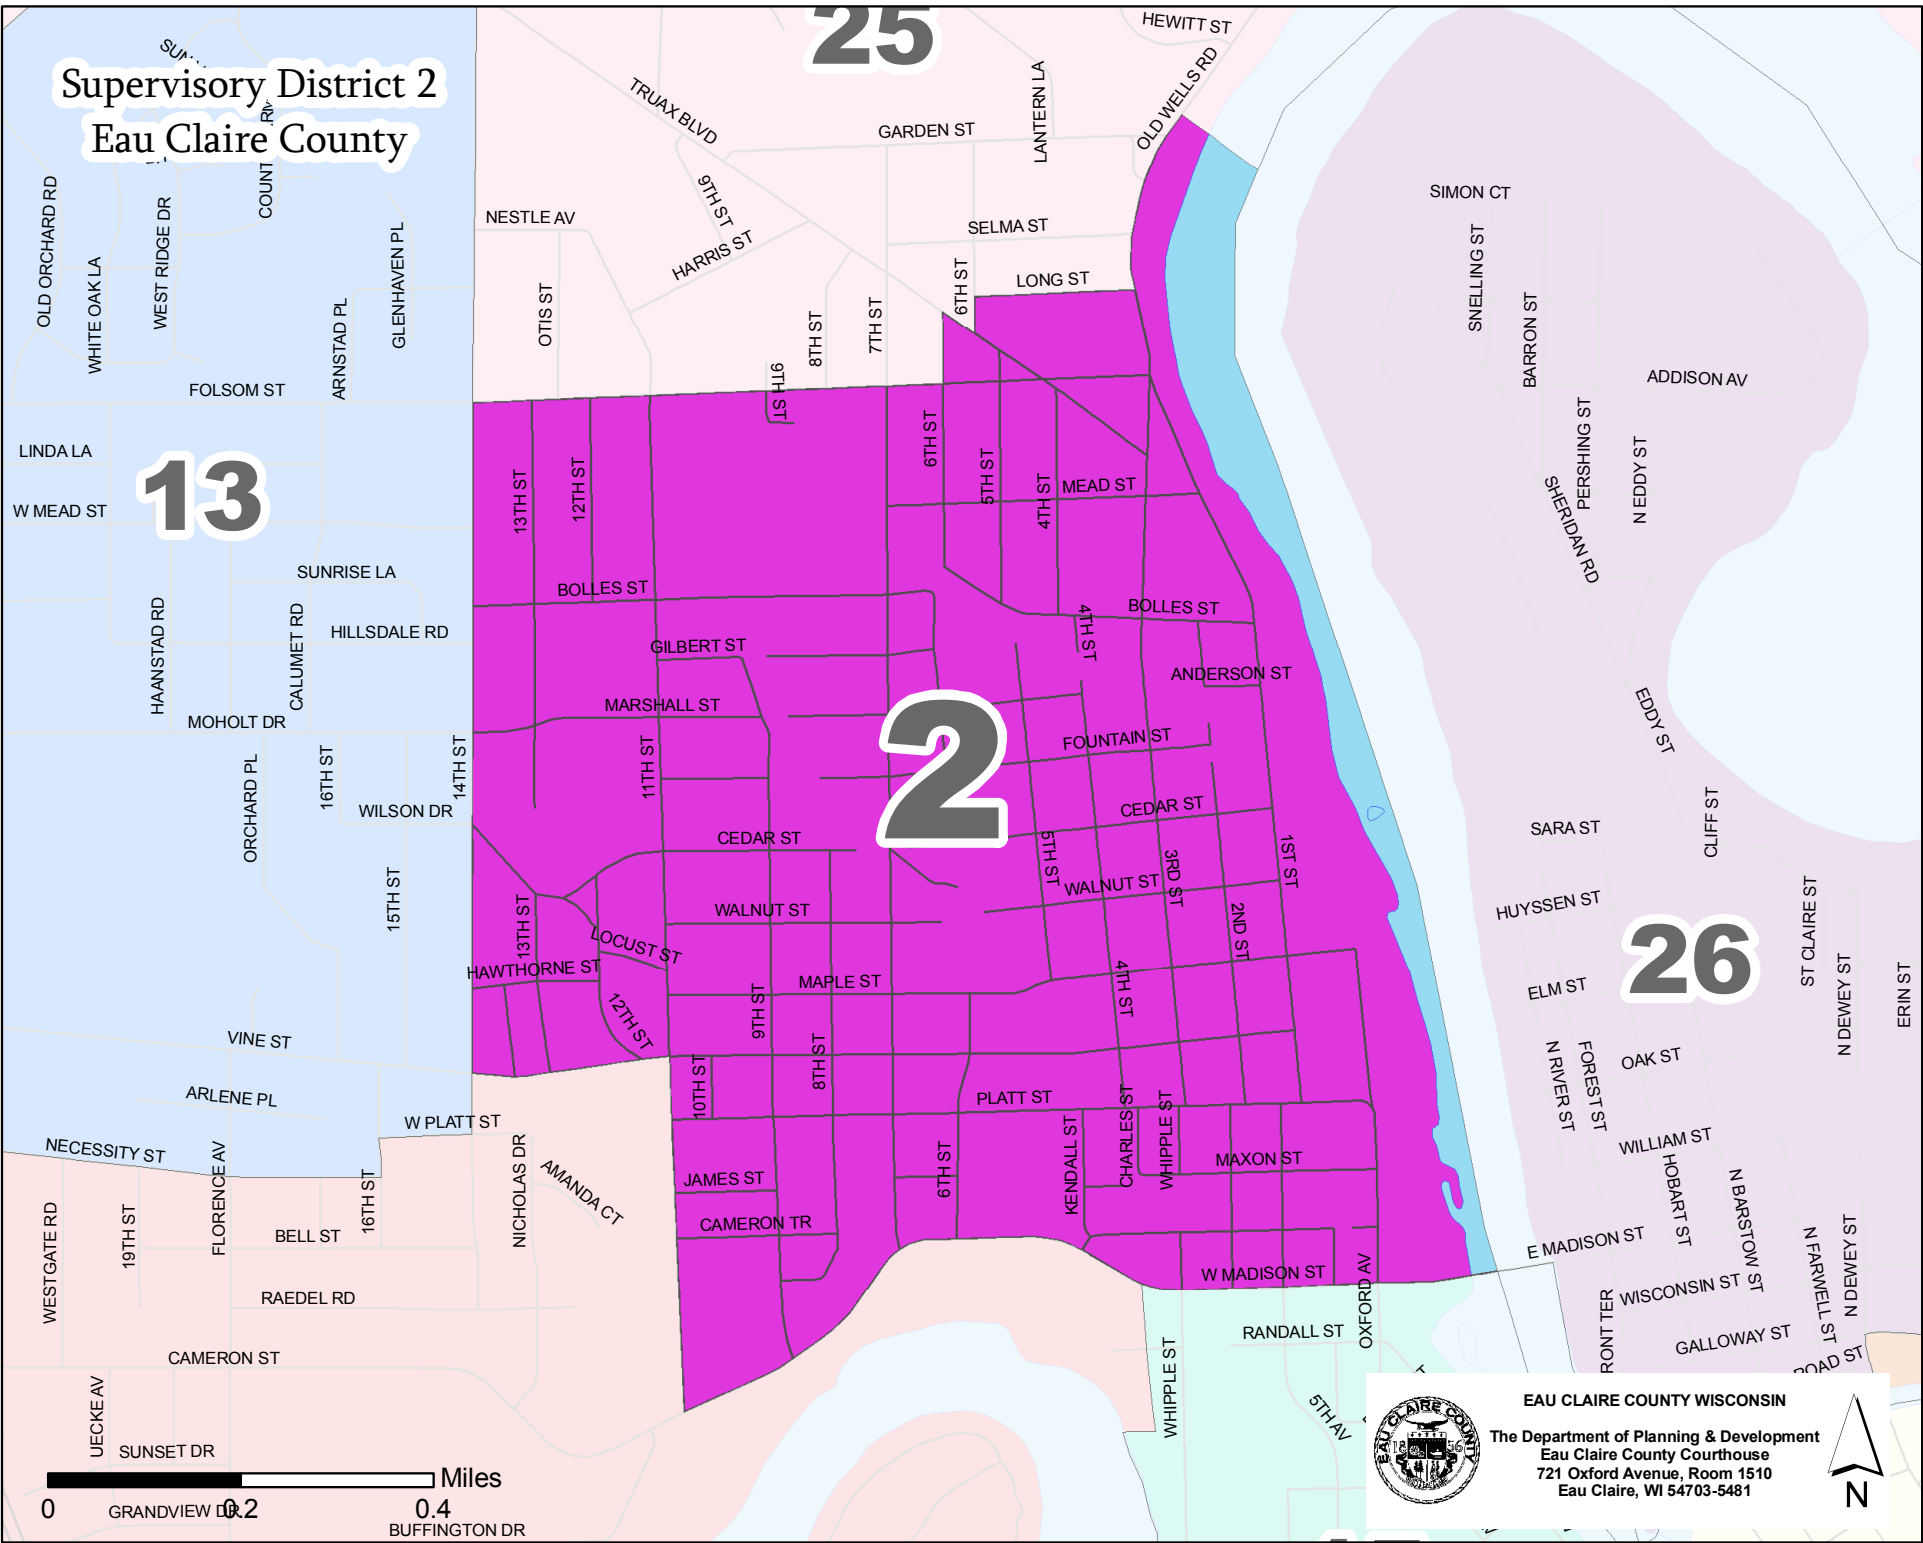 Supervisory District 2
Eau Claire County
25
HEWITT ST
OLD WELLS RD
LANTERN LA
TRUAX BLVD
GARDEN ST
9TH ST
NESTLE AV
HARRIS ST
SELMA ST
6TH ST
LONG ST
OTIS ST
8TH ST
7TH ST
OLD ORCHARD RD
WHITE OAK LA
WEST RIDGE DR
GLENHAVEN PL
ARNSTAD PL
FOLSOM ST
LINDA LA
13
W MEAD ST
SUNRISE LA
HAANSTAD RD
CALUMET RD
HILLSDALE RD
MOHOLT DR
ORCHARD PL
16TH ST
14TH ST
WILSON DR
15TH ST
VINE ST
ARLENE PL
W PLATT ST
NECESSITY ST
9TH ST
13TH ST
12TH ST
6TH ST
5TH ST
4TH ST
MEAD ST
BOLLES ST
BOLLES ST
4TH ST
GILBERT ST
ANDERSON ST
MARSHALL ST
2
FOUNTAIN ST
11TH ST
CEDAR ST
CEDAR ST
5TH ST
3RD ST
1ST ST
WALNUT ST
WALNUT ST
2ND ST
13TH ST
LOCUST ST
HAWTHORNE ST
MAPLE ST
4TH ST
12TH ST
9TH ST
8TH ST
10TH ST
PLATT ST
KENDALL ST
CHARLES ST
WHIPPLE ST
MAXON ST
JAMES ST
6TH ST
CAMERON TR
W MADISON ST
OXFORD AV
SIMON CT
SNELLING ST
BARRON ST
ADDISON AV
PERSHING ST
N EDDY ST
SHERIDAN RD
EDDY ST
CLIFF ST
SARA ST
HUYSSEN ST
26
ST CLAIRE ST
N DEWEY ST
ERIN ST
ELM ST
OAK ST
N RIVER ST
FOREST ST
WILLIAM ST
HOBART ST
N BARSTOW ST
E MADISON ST
N FARWELL ST
N DEWEY ST
WISCONSIN ST
GALLOWAY ST
WESTGATE RD
19TH ST
FLORENCE AV
16TH ST
BELL ST
NICHOLAS DR
AMANDA CT
RAEDEL RD
CAMERON ST
UECKE AV
SUNSET DR
GRANDVIEW DR
BUFFINGTON DR
RANDALL ST
WHIPPLE ST
5TH AV
Miles
0 0.2 0.4
EAU CLAIRE COUNTY
1856
EAU CLAIRE COUNTY WISCONSIN
The Department of Planning & Development
Eau Claire County Courthouse
721 Oxford Avenue, Room 1510
Eau Claire, WI 54703-5481
N